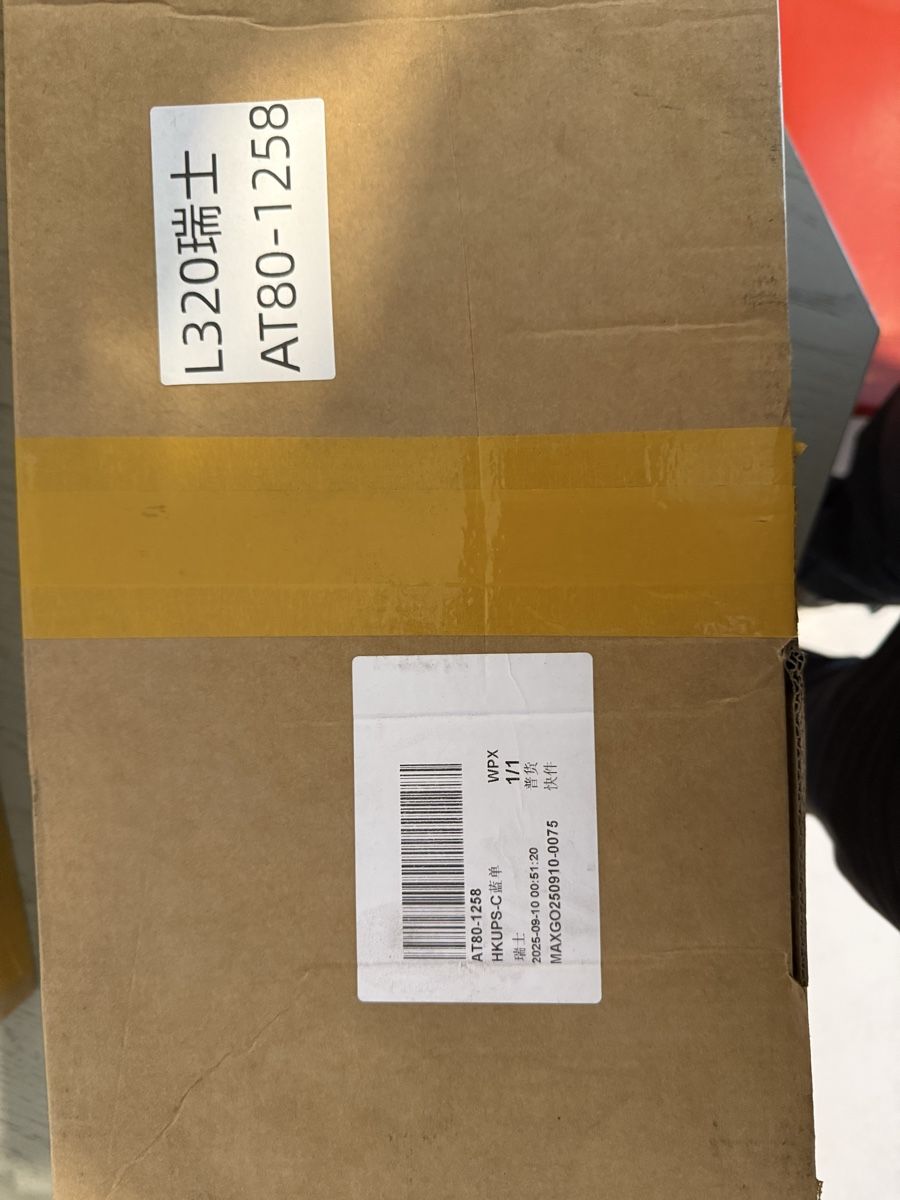 L320瑞士
AT80-1258
AT80-1258
HKUPS-C蓝单 WPX
瑞士 1/1
2025-09-10 00:51:20 普货
MAXGO250910-0075 快件